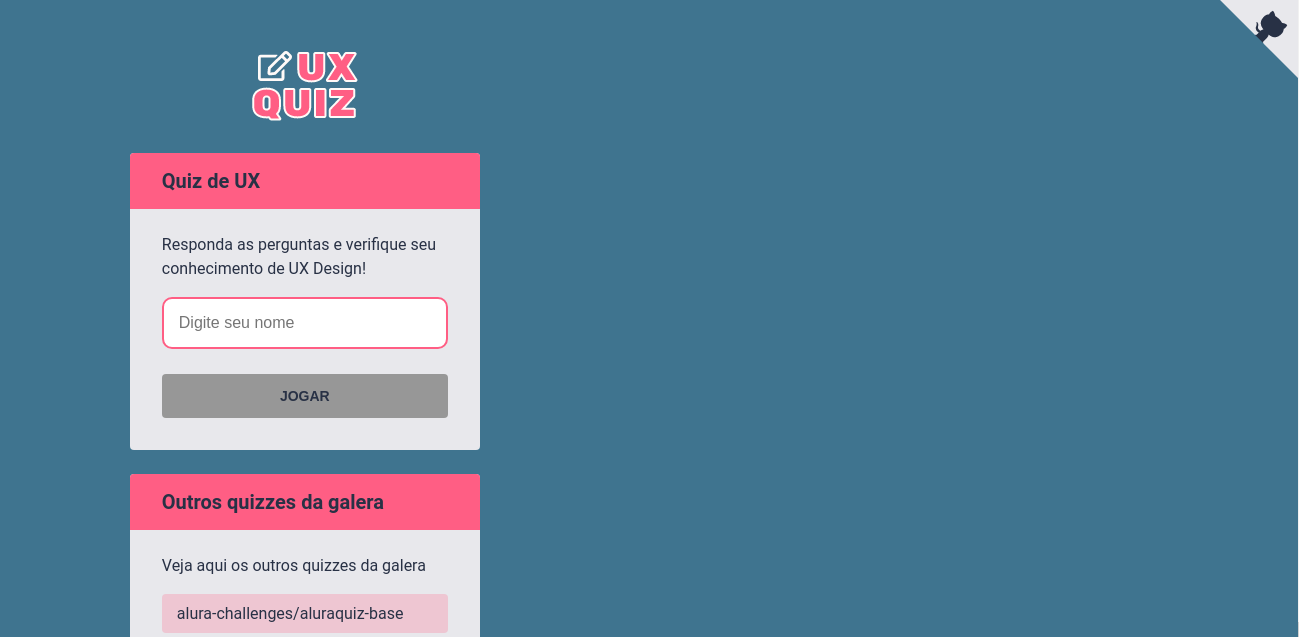 UX
QUIZ
Quiz de UX
Responda as perguntas e verifique seu
conhecimento de UX Design!
Digite seu nome
JOGAR
Outros quizzes da galera
Veja aqui os outros quizzes da galera
alura-challenges/aluraquiz-base